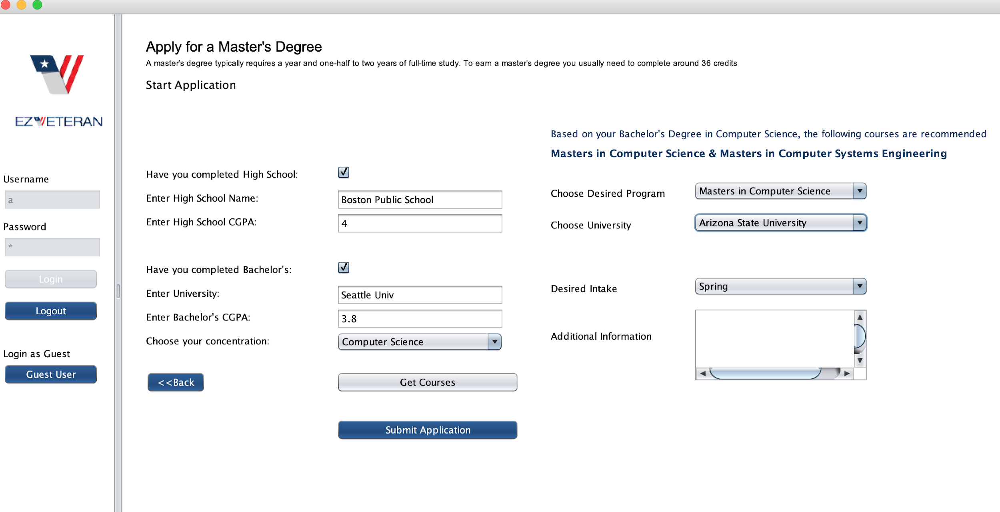 EZVETERAN
Username
a
Password
*
Login
Logout
Login as Guest
Guest User
Apply for a Master's Degree
A master's degree typically requires a year and one-half to two years of full-time study. To earn a master's degree you usually need to complete around 36 credits
Start Application
Have you completed High School:
Enter High School Name:
Boston Public School
Enter High School CGPA:
4
Have you completed Bachelor's:
Enter University:
Seattle Univ
Enter Bachelor's CGPA:
3.8
Choose your concentration:
Computer Science
<<Back
Get Courses
Submit Application
Based on your Bachelor's Degree in Computer Science, the following courses are recommended
Masters in Computer Science & Masters in Computer Systems Engineering
Choose Desired Program
Masters in Computer Science
Choose University
Arizona State University
Desired Intake
Spring
Additional Information